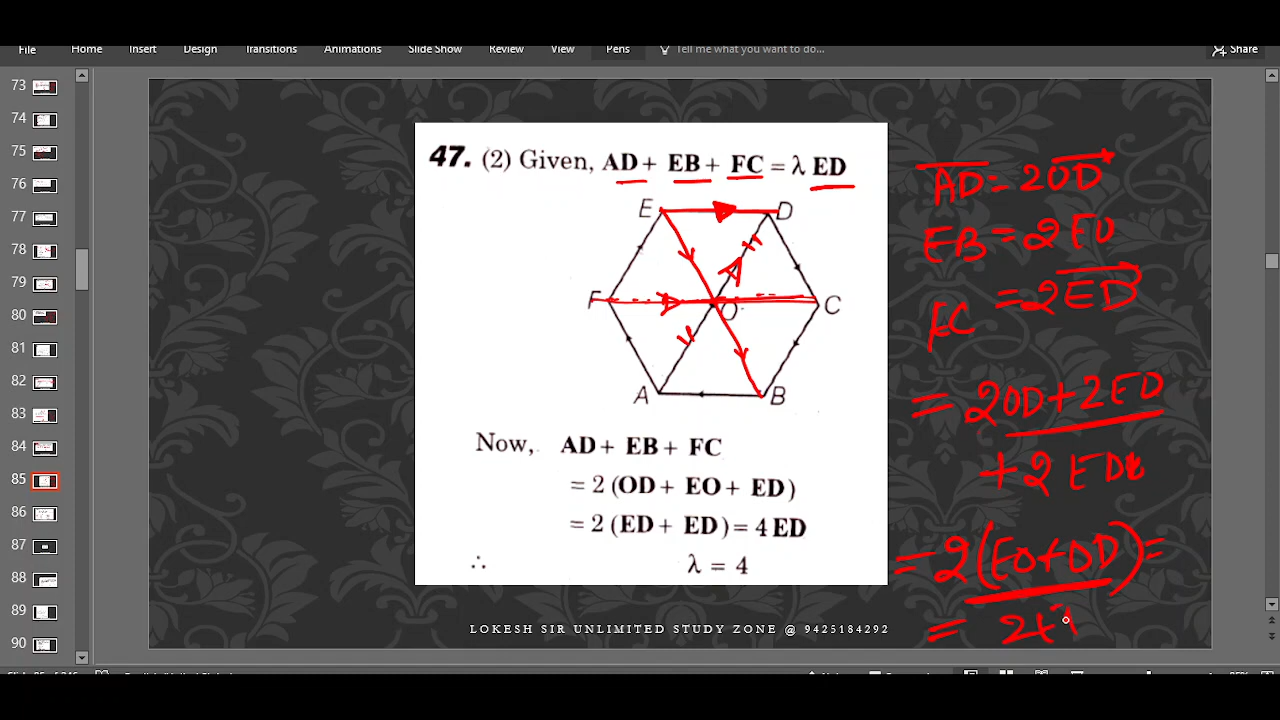 File Home Insert Design Transitions Animations Slide Show Review View Pens Tell me what you want to do... Share
73
74
75
76
77
78
79
80
81
82
83
84
85
86
87
88
89
90
47. (2) Given, AD + EB + FC = λ ED
E D
F O C
A B
Now, AD + EB + FC
= 2 (OD + EO + ED)
= 2 (ED + ED) = 4 ED
∴ λ = 4
AD = 2OD
EB = 2EO
FC = 2ED
= 2OD + 2EO
+ 2ED
= 2(EO + OD) =
LOKESH SIR UNLIMITED STUDY ZONE @ 9425184292